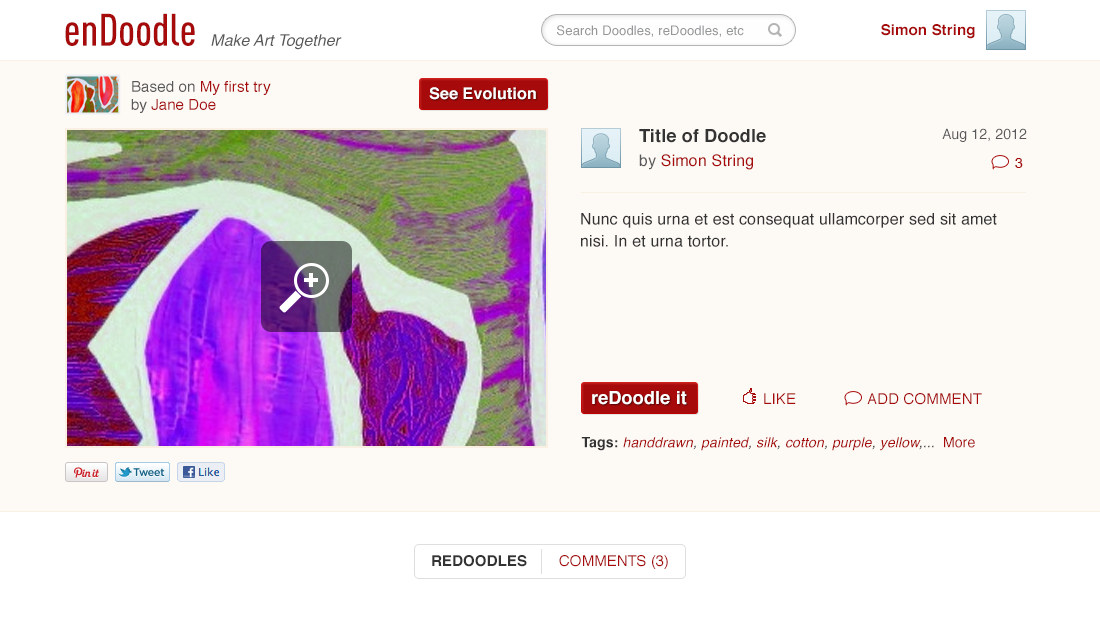 enDoodle
Make Art Together
Search Doodles, reDoodles, etc
Simon String
Based on My first try
by Jane Doe
See Evolution
Title of Doodle
by Simon String
Aug 12, 2012
3
Nunc quis urna et est consequat ullamcorper sed sit amet
nisi. In et urna tortor.
reDoodle it
LIKE
ADD COMMENT
Tags: handdrawn, painted, silk, cotton, purple, yellow,... More
Pin it
Tweet
Like
REDOODLES
COMMENTS (3)